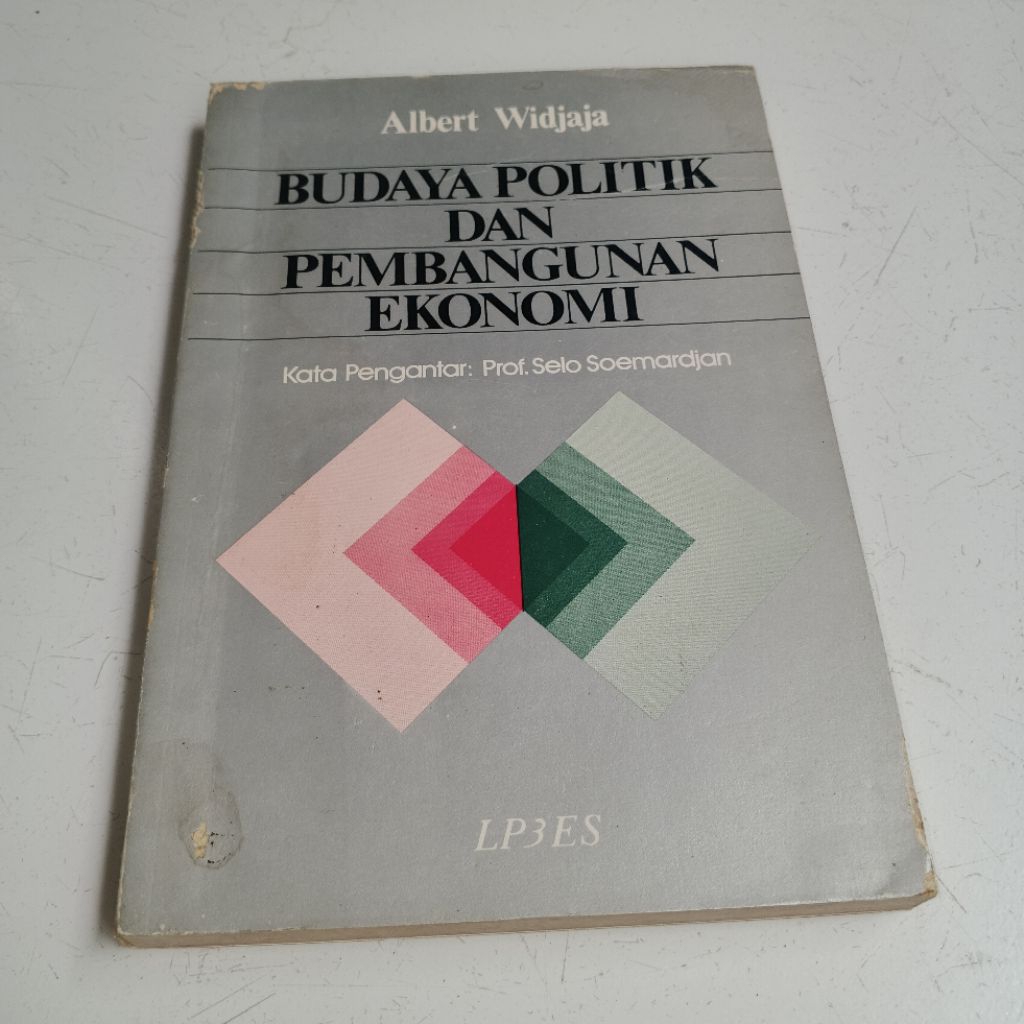 Albert Widjaja
BUDAYA POLITIK
DAN
PEMBANGUNAN
EKONOMI
Kata Pengantar: Prof. Selo Soemardjan
LP3ES